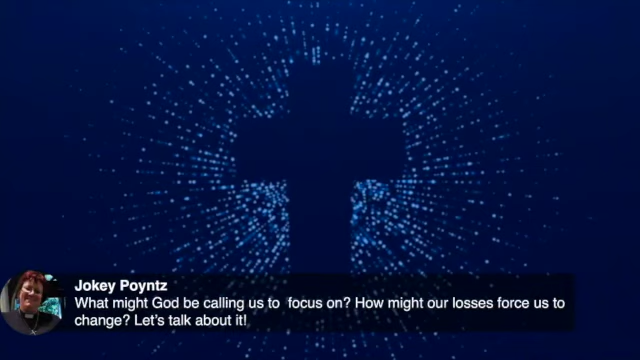 Jokey Poyntz
What might God be calling us to  focus on? How might our losses force us to
change? Let’s talk about it!